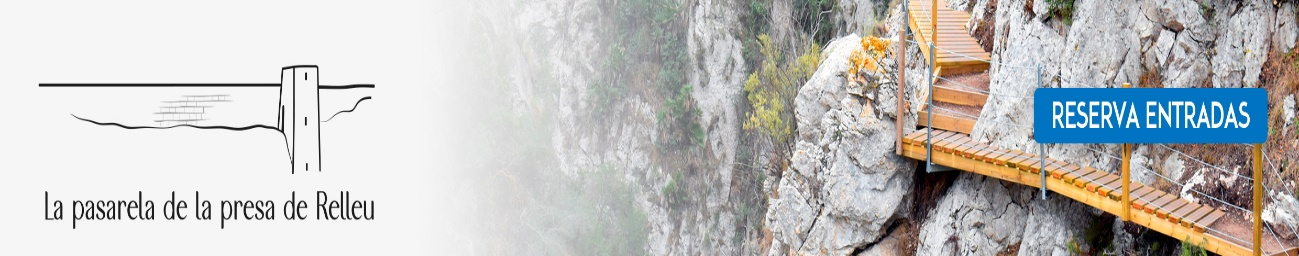 La pasarela de la presa de Relleu
RESERVA ENTRADAS